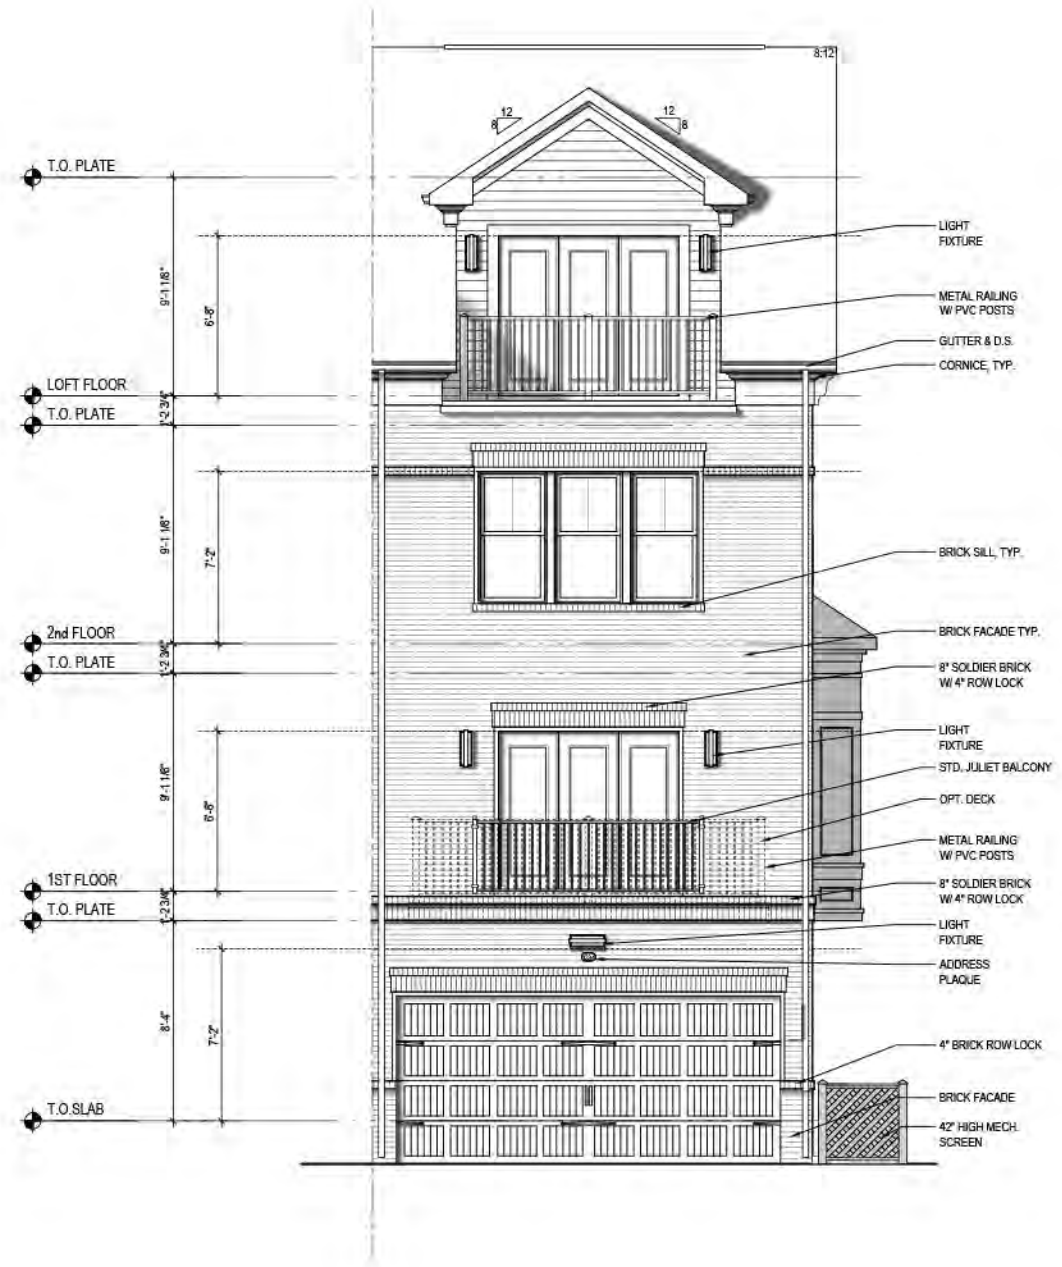 8:12
12
8
12
8
T.O. PLATE
LIGHT
FIXTURE
9'-1 1/8"
6'-8"
METAL RAILING
W/ PVC POSTS
GUTTER & D.S.
CORNICE, TYP.
LOFT FLOOR
1'-2 3/4"
T.O. PLATE
9'-1 1/8"
7'-2"
BRICK SILL, TYP.
2nd FLOOR
BRICK FACADE TYP.
1'-2 3/4"
T.O. PLATE
8" SOLDIER BRICK
W/ 4" ROW LOCK
LIGHT
FIXTURE
STD. JULIET BALCONY
9'-1 1/8"
6'-8"
OPT. DECK
METAL RAILING
W/ PVC POSTS
1ST FLOOR
8" SOLDIER BRICK
W/ 4" ROW LOCK
1'-2 3/4"
T.O. PLATE
LIGHT
FIXTURE
ADDRESS
PLAQUE
8'-4"
7'-2"
4" BRICK ROW LOCK
BRICK FACADE
T.O.SLAB
42" HIGH MECH.
SCREEN